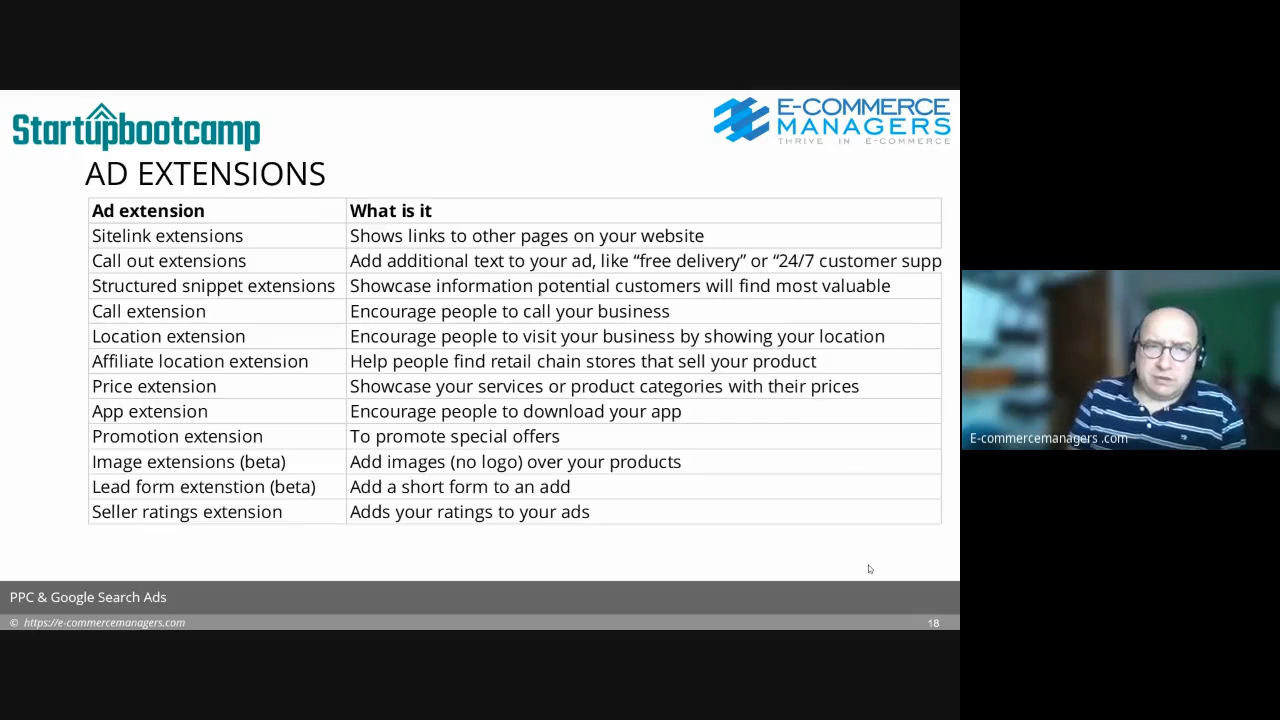 Startupbootcamp
E-COMMERCE
MANAGERS
THRIVE IN E-COMMERCE
AD EXTENSIONS
Ad extension What is it
Sitelink extensions Shows links to other pages on your website
Call out extensions Add additional text to your ad, like “free delivery” or “24/7 customer supp
Structured snippet extensions Showcase information potential customers will find most valuable
Call extension Encourage people to call your business
Location extension Encourage people to visit your business by showing your location
Affiliate location extension Help people find retail chain stores that sell your product
Price extension Showcase your services or product categories with their prices
App extension Encourage people to download your app
Promotion extension To promote special offers
Image extensions (beta) Add images (no logo) over your products
Lead form extenstion (beta) Add a short form to an add
Seller ratings extension Adds your ratings to your ads
E-commercemanagers .com
PPC & Google Search Ads
© https://e-commercemanagers.com 18